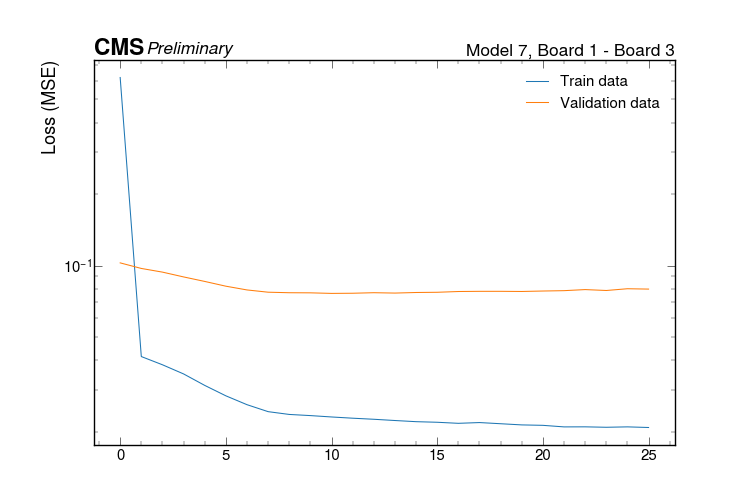 CMS Preliminary
Model 7, Board 1 - Board 3
Loss (MSE)
Train data
Validation data
10⁻¹
0 5 10 15 20 25